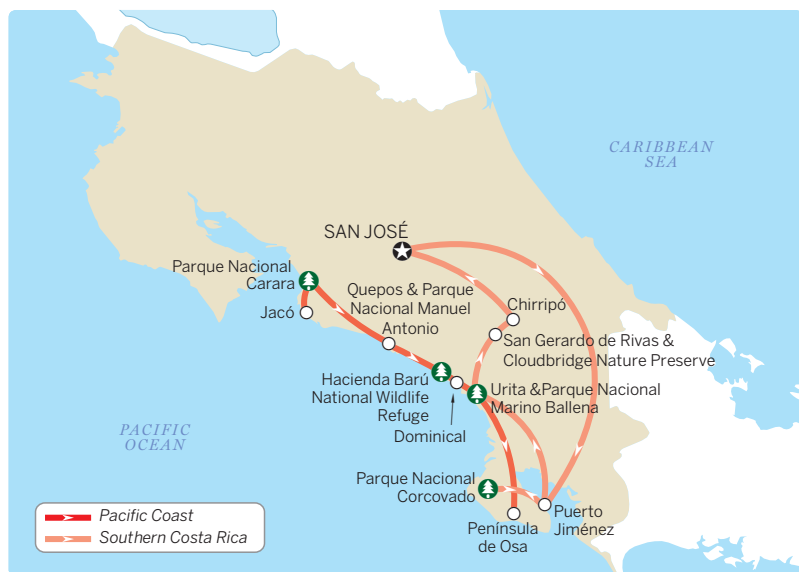 CARIBBEAN
SEA
SAN JOSÉ
Parque Nacional
Carara
Jacó
Quepos & Parque
Nacional Manuel
Antonio
Chirripó
San Gerardo de Rivas &
Cloudbridge Nature Preserve
Hacienda Barú
National Wildlife
Refuge
Urita &Parque Nacional
Marino Ballena
Dominical
PACIFIC
OCEAN
Parque Nacional
Corcovado
Puerto
Jiménez
Península
de Osa
Pacific Coast
Southern Costa Rica